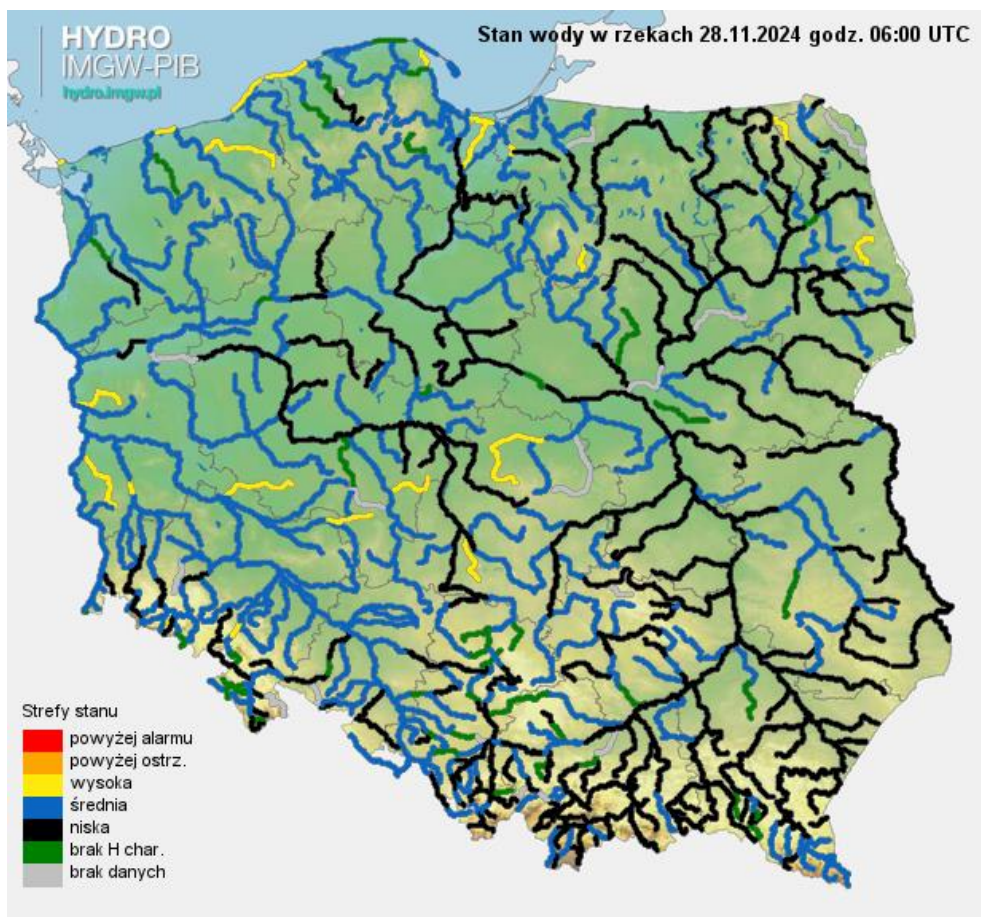 HYDRO
IMGW-PIB
hydro.imgw.pl
Stan wody w rzekach 28.11.2024 godz. 06:00 UTC
Strefy stanu
powyżej alarmu
powyżej ostrz.
wysoka
średnia
niska
brak H char.
brak danych